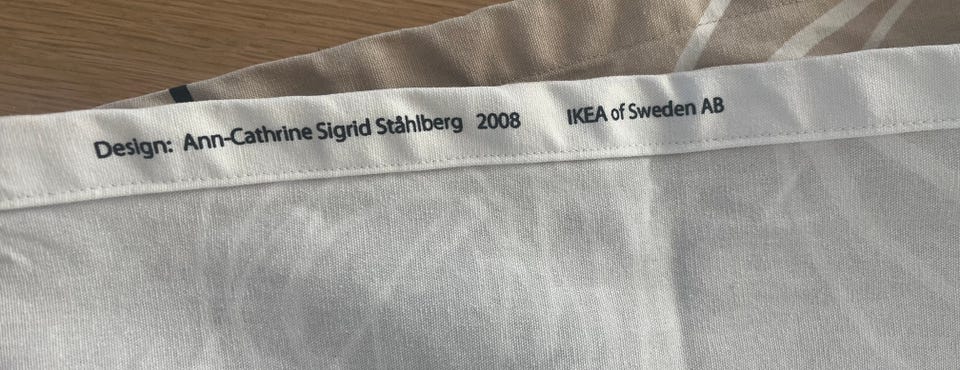 Design: Ann-Cathrine Sigrid Ståhlberg 2008 IKEA of Sweden AB